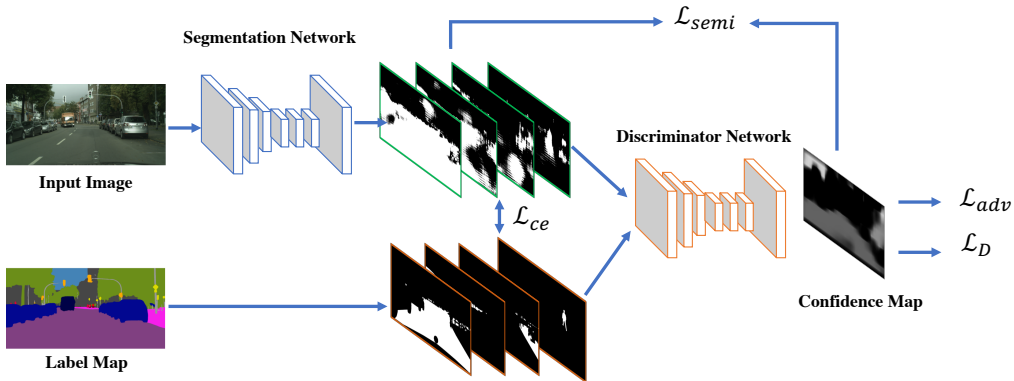 ℒ_semi
Segmentation Network
Discriminator Network
Input Image
ℒ_ce
ℒ_adv
ℒ_D
Confidence Map
Label Map